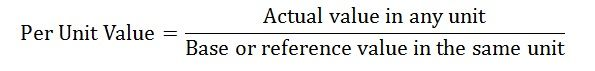 Per Unit Value = Actual value in any unit
Base or reference value in the same unit